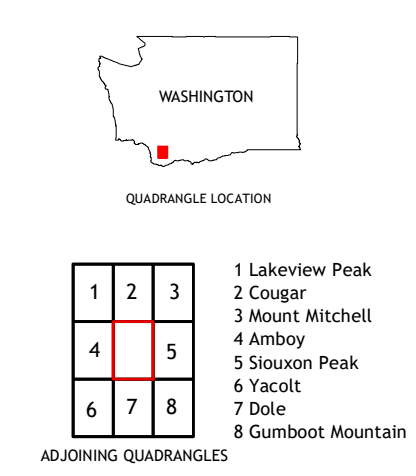 WASHINGTON
QUADRANGLE LOCATION
1 2 3
4 5
6 7 8
ADJOINING QUADRANGLES
1 Lakeview Peak
2 Cougar
3 Mount Mitchell
4 Amboy
5 Siouxon Peak
6 Yacolt
7 Dole
8 Gumboot Mountain